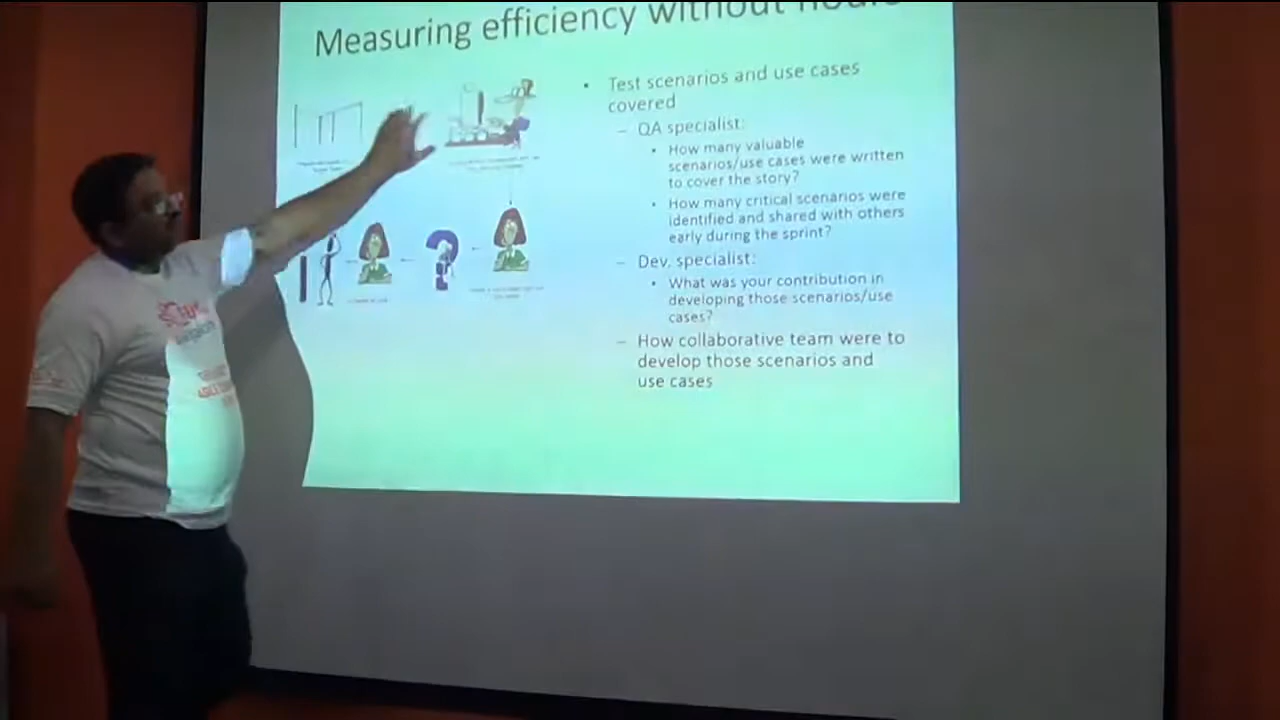 Measuring efficiency without hours
Test scenarios and use cases
covered
– QA specialist:
• How many valuable
scenarios/use cases were written
to cover the story?
• How many critical scenarios were
identified and shared with others
early during the sprint?
– Dev. specialist:
• What was your contribution in
developing those scenarios/use
cases?
– How collaborative team were to
develop those scenarios and
use cases